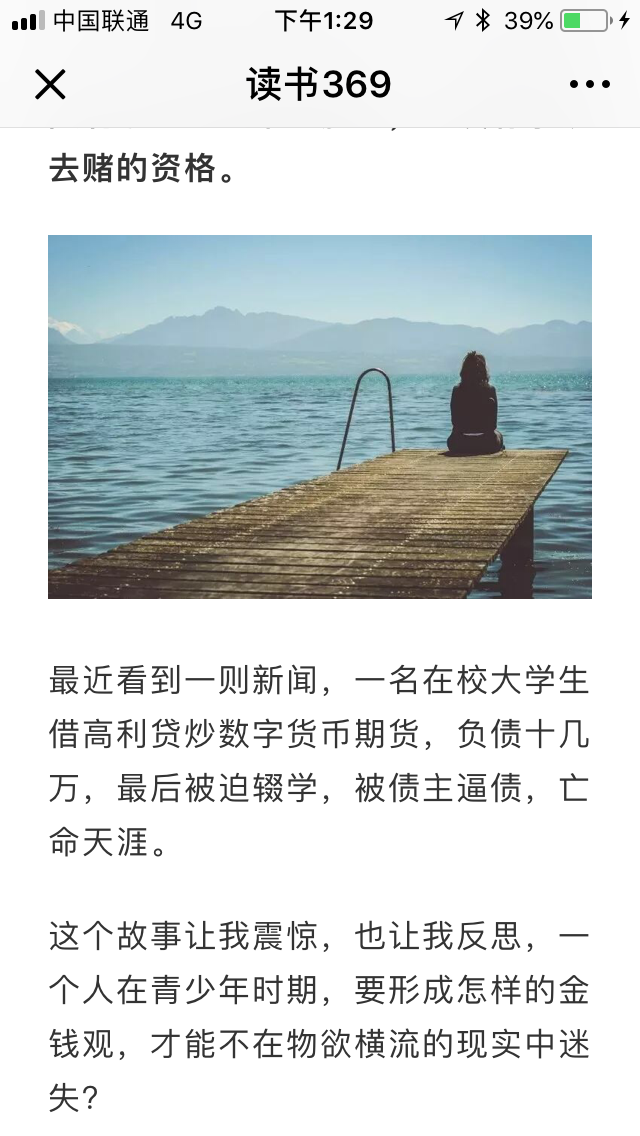 中国联通 4G 下午1:29 39%
读书369
去赌的资格。
最近看到一则新闻，一名在校大学生
借高利贷炒数字货币期货，负债十几
万，最后被迫辍学，被债主逼债，亡
命天涯。
这个故事让我震惊，也让我反思，一
个人在青少年时期，要形成怎样的金
钱观，才能不在物欲横流的现实中迷
失?